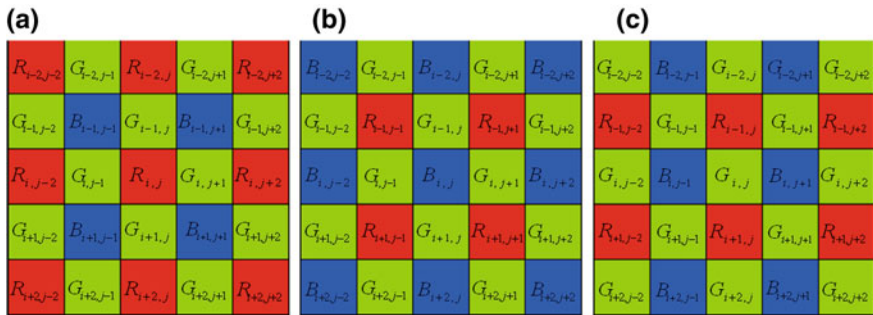 (a) (b) (c)
R_{i-2,j-2} G_{i-2,j-1} R_{i-2,j} G_{i-2,j+1} R_{i-2,j+2} B_{i-2,j-2} G_{i-2,j-1} B_{i-2,j} G_{i-2,j+1} B_{i-2,j+2} G_{i-2,j-2} B_{i-2,j-1} G_{i-2,j} B_{i-2,j+1} G_{i-2,j+2}
G_{i-1,j-2} B_{i-1,j-1} G_{i-1,j} B_{i-1,j+1} G_{i-1,j+2} G_{i-1,j-2} R_{i-1,j-1} G_{i-1,j} R_{i-1,j+1} G_{i-1,j+2} R_{i-1,j-2} G_{i-1,j-1} R_{i-1,j} G_{i-1,j+1} R_{i-1,j+2}
R_{i,j-2} G_{i,j-1} R_{i,j} G_{i,j+1} R_{i,j+2} B_{i,j-2} G_{i,j-1} B_{i,j} G_{i,j+1} B_{i,j+2} G_{i,j-2} B_{i,j-1} G_{i,j} B_{i,j+1} G_{i,j+2}
G_{i+1,j-2} B_{i+1,j-1} G_{i+1,j} B_{i+1,j+1} G_{i+1,j+2} G_{i+1,j-2} R_{i+1,j-1} G_{i+1,j} R_{i+1,j+1} G_{i+1,j+2} R_{i+1,j-2} G_{i+1,j-1} R_{i+1,j} G_{i+1,j+1} R_{i+1,j+2}
R_{i+2,j-2} G_{i+2,j-1} R_{i+2,j} G_{i+2,j+1} R_{i+2,j+2} B_{i+2,j-2} G_{i+2,j-1} B_{i+2,j} G_{i+2,j+1} B_{i+2,j+2} G_{i+2,j-2} B_{i+2,j-1} G_{i+2,j} B_{i+2,j+1} G_{i+2,j+2}